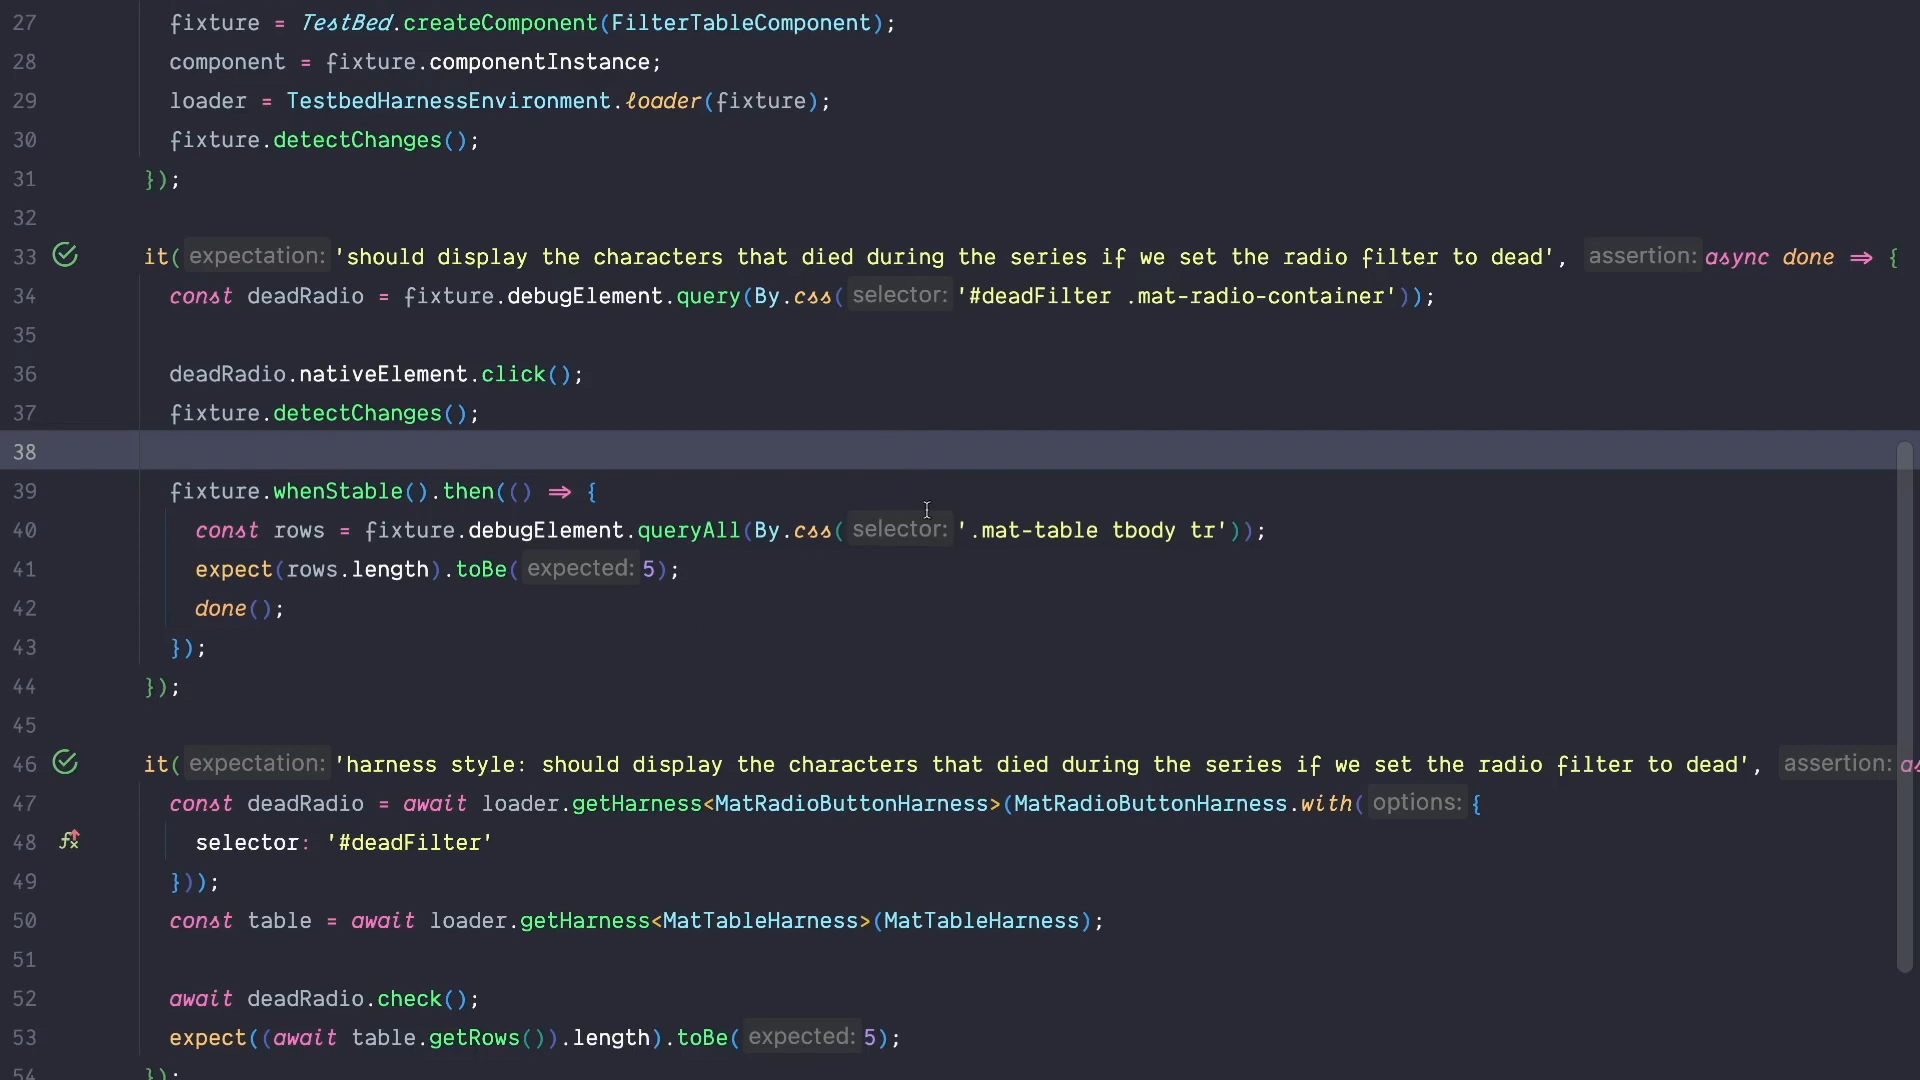 27 fixture = TestBed.createComponent(FilterTableComponent);
28 component = fixture.componentInstance;
29 loader = TestbedHarnessEnvironment.loader(fixture);
30 fixture.detectChanges();
31 });
32
33 it( expectation: 'should display the characters that died during the series if we set the radio filter to dead', assertion: async done ⇒ {
34 const deadRadio = fixture.debugElement.query(By.css( selector: '#deadFilter .mat-radio-container'));
35
36 deadRadio.nativeElement.click();
37 fixture.detectChanges();
38
39 fixture.whenStable().then(() ⇒ {
40 const rows = fixture.debugElement.queryAll(By.css( selector: '.mat-table tbody tr'));
41 expect(rows.length).toBe( expected: 5);
42 done();
43 });
44 });
45
46 it( expectation: 'harness style: should display the characters that died during the series if we set the radio filter to dead', assertion: as
47 const deadRadio = await loader.getHarness<MatRadioButtonHarness>(MatRadioButtonHarness.with( options: {
48 selector: '#deadFilter'
49 }));
50 const table = await loader.getHarness<MatTableHarness>(MatTableHarness);
51
52 await deadRadio.check();
53 expect((await table.getRows()).length).toBe( expected: 5);
54 });